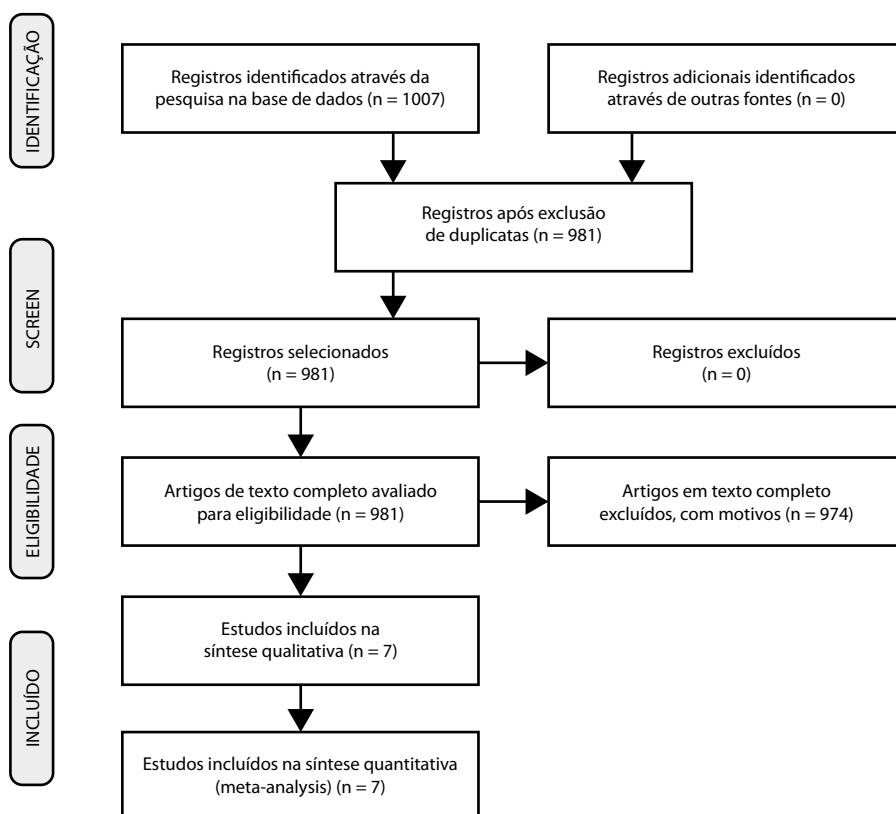 IDENTIFICAÇÃO
Registros identificados através da
pesquisa na base de dados (n = 1007)
Registros adicionais identificados
através de outras fontes (n = 0)
Registros após exclusão
de duplicatas (n = 981)
SCREEN
Registros selecionados
(n = 981)
Registros excluídos
(n = 0)
ELIGIBILIDADE
Artigos de texto completo avaliado
para eligibilidade (n = 981)
Artigos em texto completo
excluídos, com motivos (n = 974)
INCLUÍDO
Estudos incluídos na
síntese qualitativa (n = 7)
Estudos incluídos na síntese quantitativa
(meta-analysis) (n = 7)